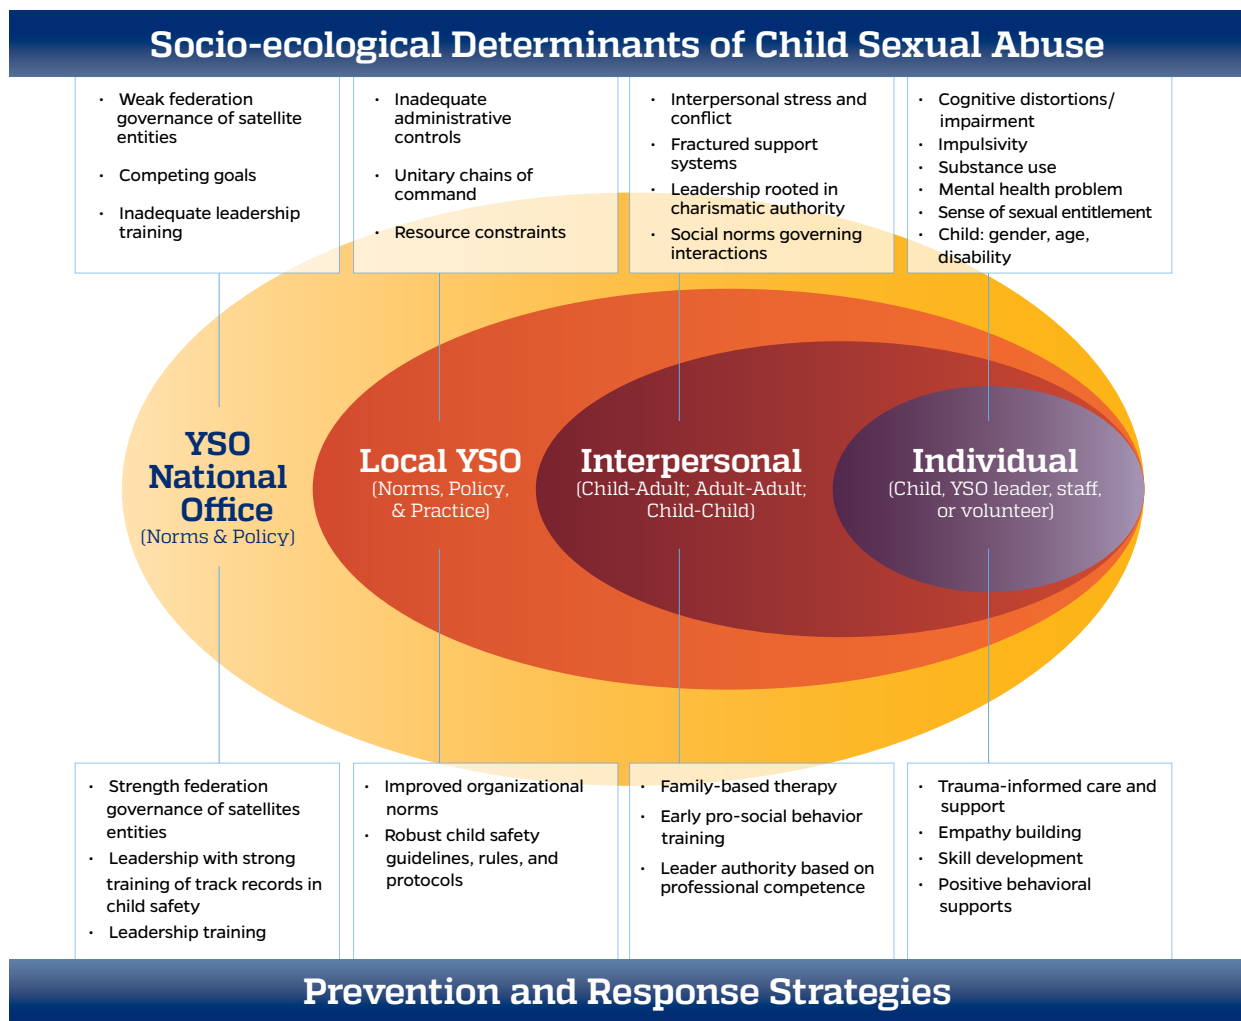 Socio-ecological Determinants of Child Sexual Abuse
· Weak federation
governance of satellite
entities
· Competing goals
· Inadequate leadership
training
· Inadequate
administrative
controls
· Unitary chains of
command
· Resource constraints
· Interpersonal stress and
conflict
· Fractured support
systems
· Leadership rooted in
charismatic authority
· Social norms governing
interactions
· Cognitive distortions/
impairment
· Impulsivity
· Substance use
· Mental health problem
· Sense of sexual entitlement
· Child: gender, age,
disability
YSO
National
Office
(Norms & Policy)
Local YSO
(Norms, Policy,
& Practice)
Interpersonal
(Child-Adult; Adult-Adult;
Child-Child)
Individual
(Child, YSO leader, staff,
or volunteer)
· Strength federation
governance of satellites
entities
· Leadership with strong
training of track records in
child safety
· Leadership training
· Improved organizational
norms
· Robust child safety
guidelines, rules, and
protocols
· Family-based therapy
· Early pro-social behavior
training
· Leader authority based on
professional competence
· Trauma-informed care and
support
· Empathy building
· Skill development
· Positive behavioral
supports
Prevention and Response Strategies